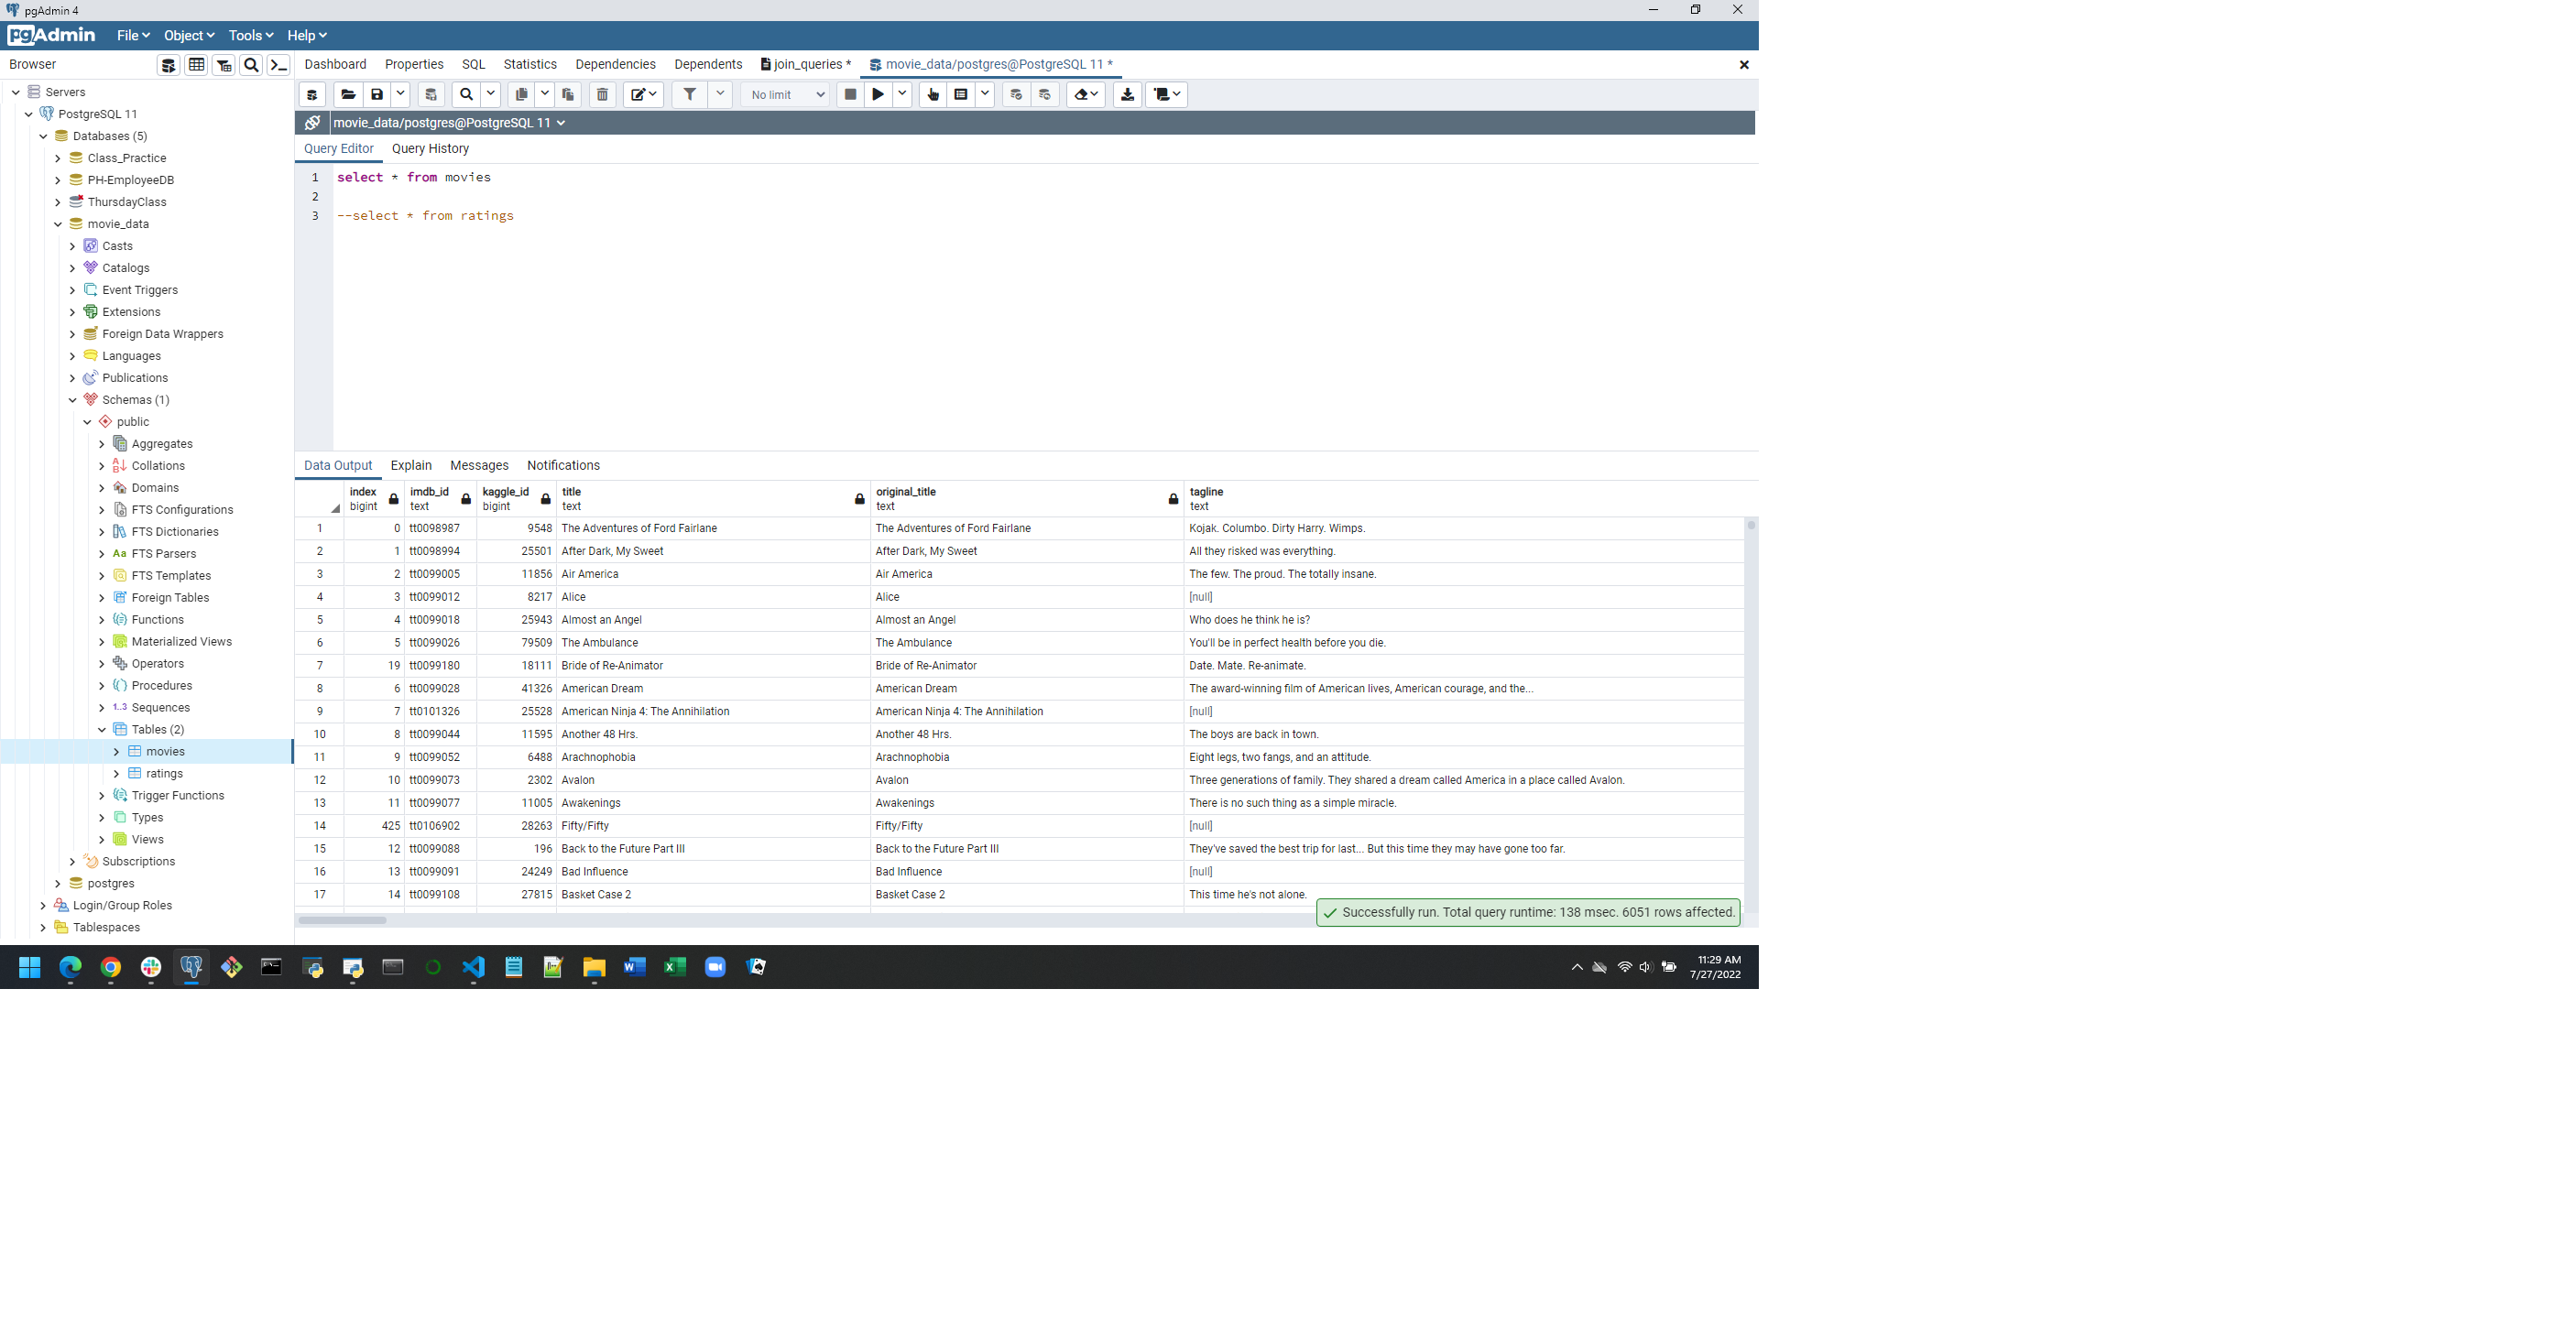 pgAdmin 4
pgAdmin File Object Tools Help
Browser
Dashboard Properties SQL Statistics Dependencies Dependents join_queries * movie_data/postgres@PostgreSQL 11 *
Servers
PostgreSQL 11
Databases (5)
Class_Practice
PH-EmployeeDB
ThursdayClass
movie_data
Casts
Catalogs
Event Triggers
Extensions
Foreign Data Wrappers
Languages
Publications
Schemas (1)
public
Aggregates
Collations
Domains
FTS Configurations
FTS Dictionaries
Aa FTS Parsers
FTS Templates
Foreign Tables
Functions
Materialized Views
Operators
Procedures
1..3 Sequences
Tables (2)
movies
ratings
Trigger Functions
Types
Views
Subscriptions
postgres
Login/Group Roles
Tablespaces
No limit
movie_data/postgres@PostgreSQL 11
Query Editor Query History
1 select * from movies
2
3 --select * from ratings
Data Output Explain Messages Notifications
index imdb_id kaggle_id title original_title tagline
bigint text bigint text text text
1 0 tt0098987 9548 The Adventures of Ford Fairlane The Adventures of Ford Fairlane Kojak. Columbo. Dirty Harry. Wimps.
2 1 tt0098994 25501 After Dark, My Sweet After Dark, My Sweet All they risked was everything.
3 2 tt0099005 11856 Air America Air America The few. The proud. The totally insane.
4 3 tt0099012 8217 Alice Alice [null]
5 4 tt0099018 25943 Almost an Angel Almost an Angel Who does he think he is?
6 5 tt0099026 79509 The Ambulance The Ambulance You'll be in perfect health before you die.
7 19 tt0099180 18111 Bride of Re-Animator Bride of Re-Animator Date. Mate. Re-animate.
8 6 tt0099028 41326 American Dream American Dream The award-winning film of American lives, American courage, and the...
9 7 tt0101326 25528 American Ninja 4: The Annihilation American Ninja 4: The Annihilation [null]
10 8 tt0099044 11595 Another 48 Hrs. Another 48 Hrs. The boys are back in town.
11 9 tt0099052 6488 Arachnophobia Arachnophobia Eight legs, two fangs, and an attitude.
12 10 tt0099073 2302 Avalon Avalon Three generations of family. They shared a dream called America in a place called Avalon.
13 11 tt0099077 11005 Awakenings Awakenings There is no such thing as a simple miracle.
14 425 tt0106902 28263 Fifty/Fifty Fifty/Fifty [null]
15 12 tt0099088 196 Back to the Future Part III Back to the Future Part III They've saved the best trip for last... But this time they may have gone too far.
16 13 tt0099091 24249 Bad Influence Bad Influence [null]
17 14 tt0099108 27815 Basket Case 2 Basket Case 2 This time he's not alone.
Successfully run. Total query runtime: 138 msec. 6051 rows affected.
11:29 AM
7/27/2022